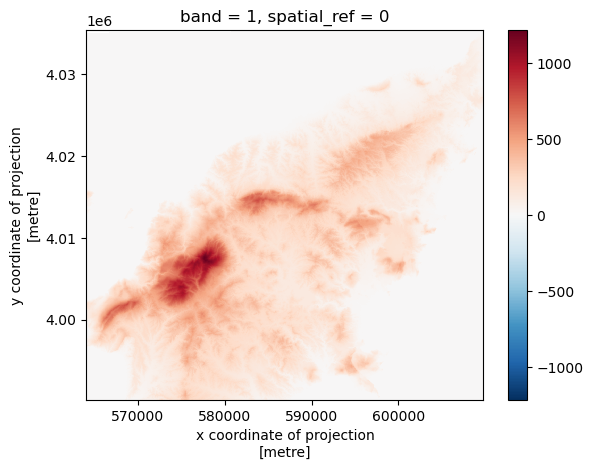 band = 1, spatial_ref = 0
1e6
4.03
4.02
4.01
4.00
y coordinate of projection
[metre]
570000 580000 590000 600000
x coordinate of projection
[metre]
1000
500
0
−500
−1000